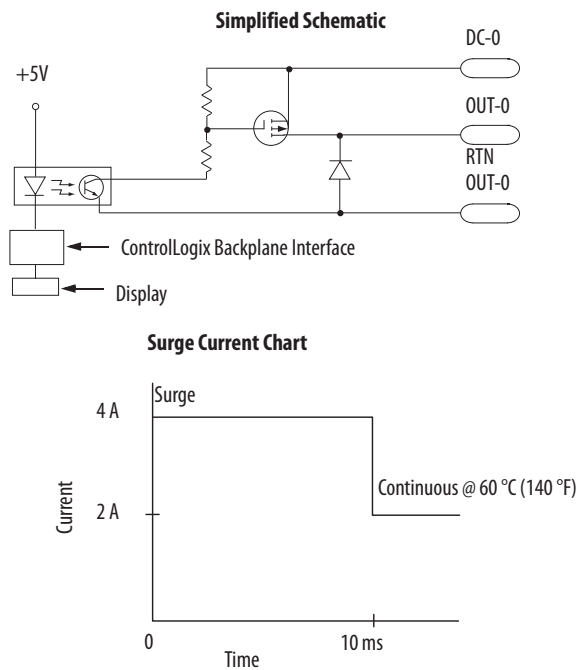 Simplified Schematic
DC-0
+5V
OUT-0
RTN
OUT-0
ControlLogix Backplane Interface
Display
Surge Current Chart
4 A
Surge
Continuous @ 60 °C (140 °F)
Current
2 A
0
10 ms
Time